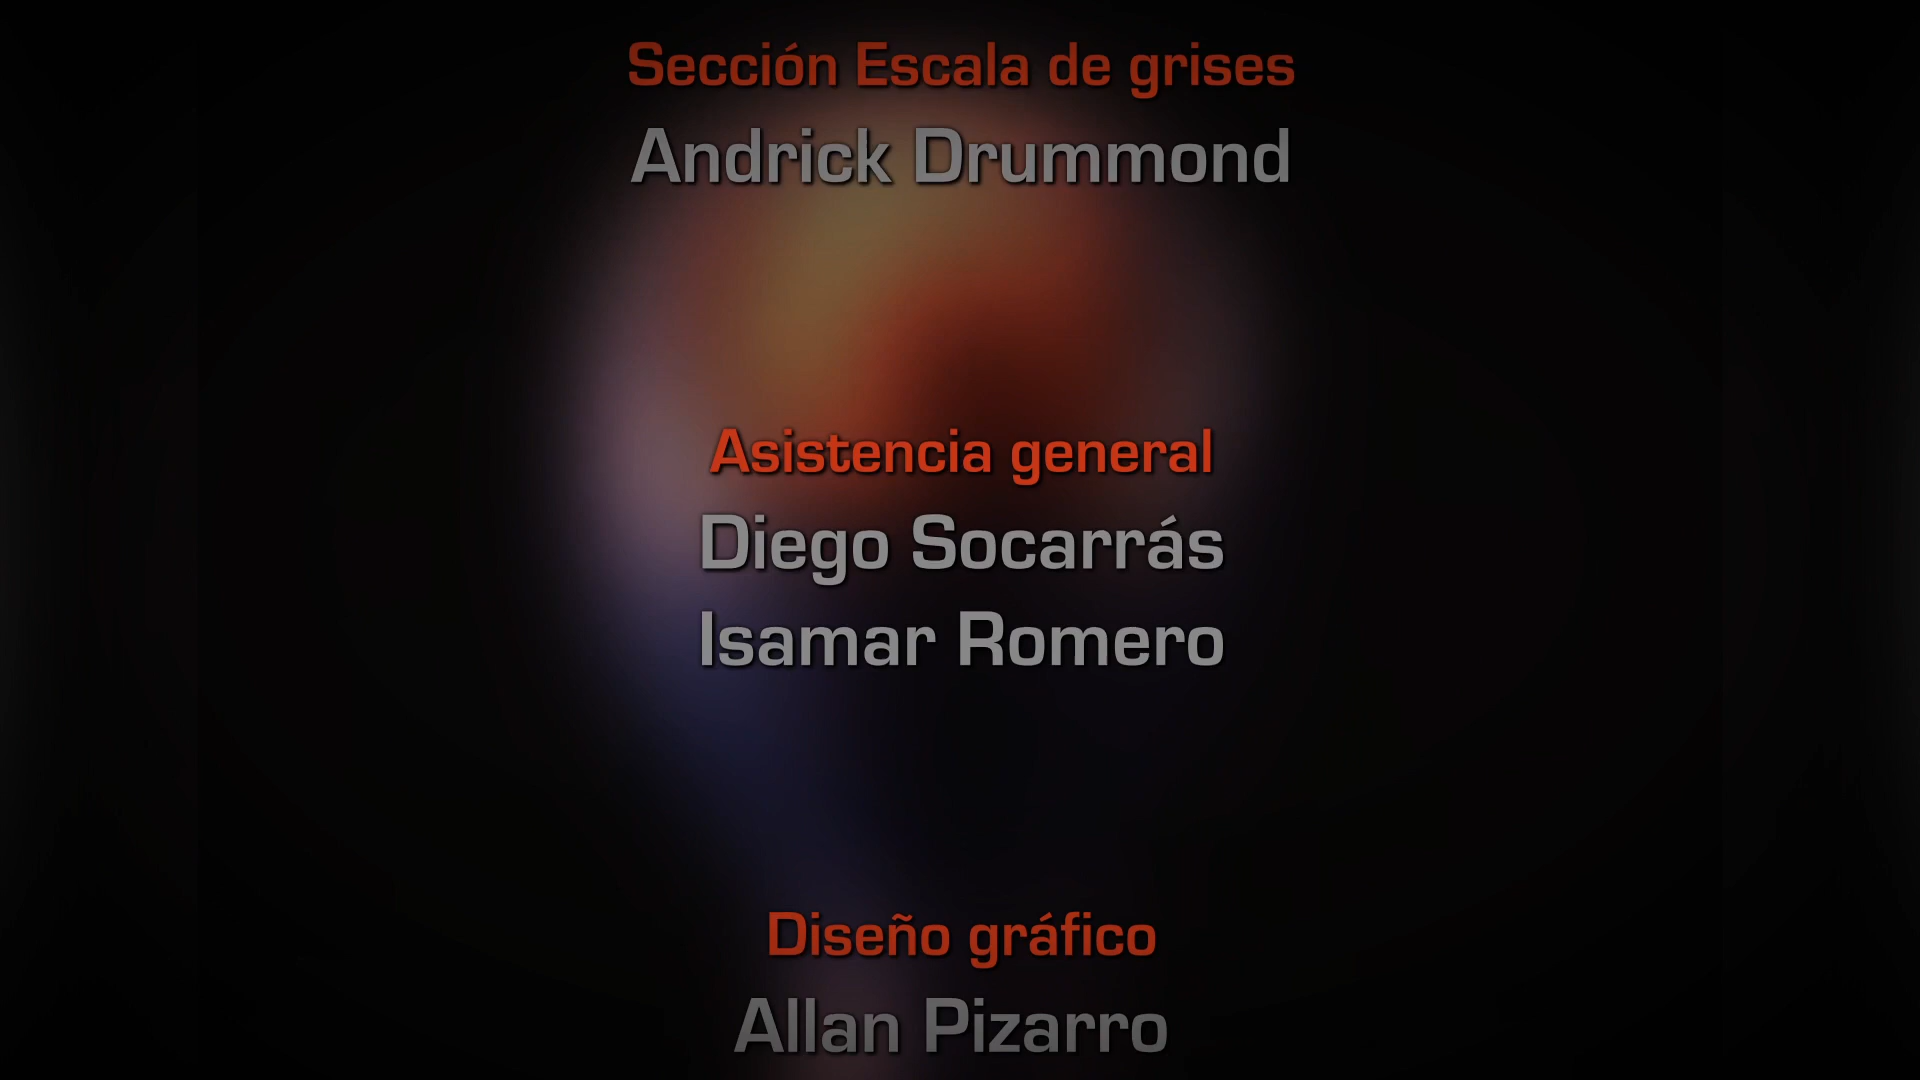 Sección Escala de grises
Andrick Drummond
Asistencia general
Diego Socarrás
Isamar Romero
Diseño gráfico
Allan Pizarro